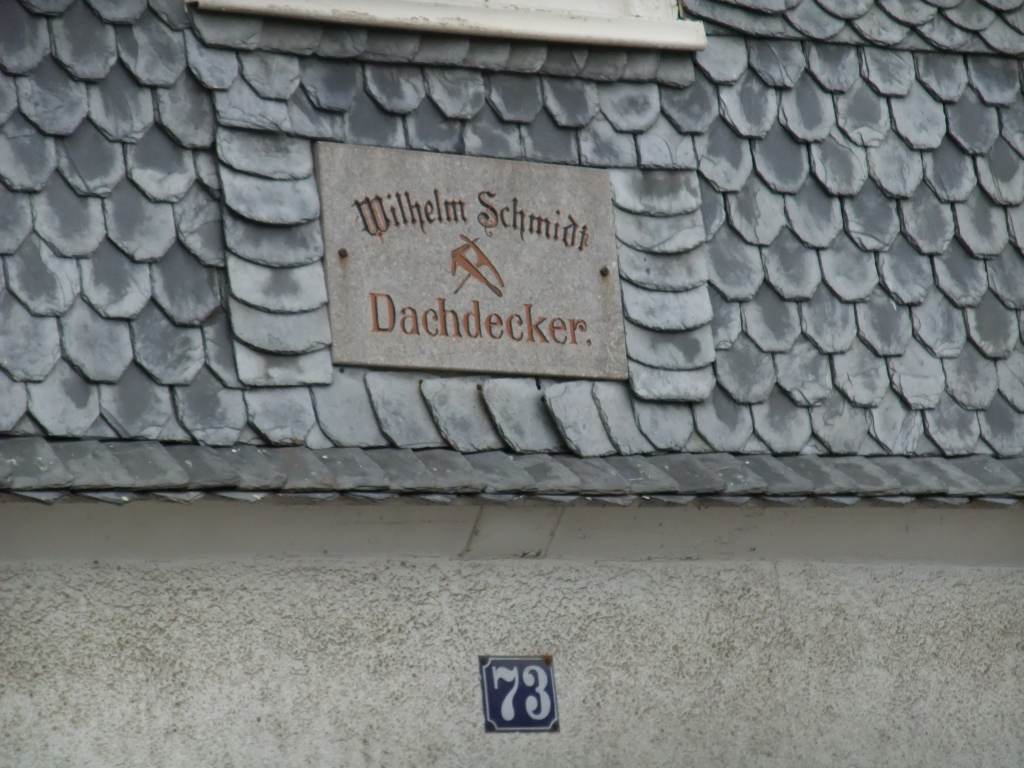 Wilhelm Schmidt
Dachdecker.
73